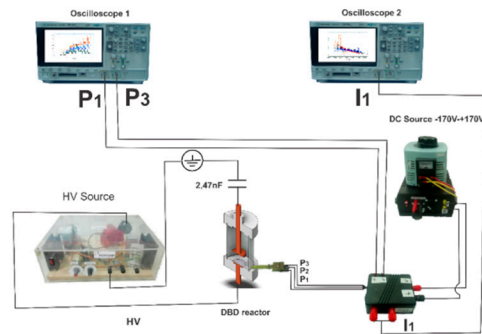 Oscilloscope 1
Oscilloscope 2
P1 P3
I1
DC Source -170V-+170V
2,47nF
HV Source
P3
P2
P1
DBD reactor
HV
I1